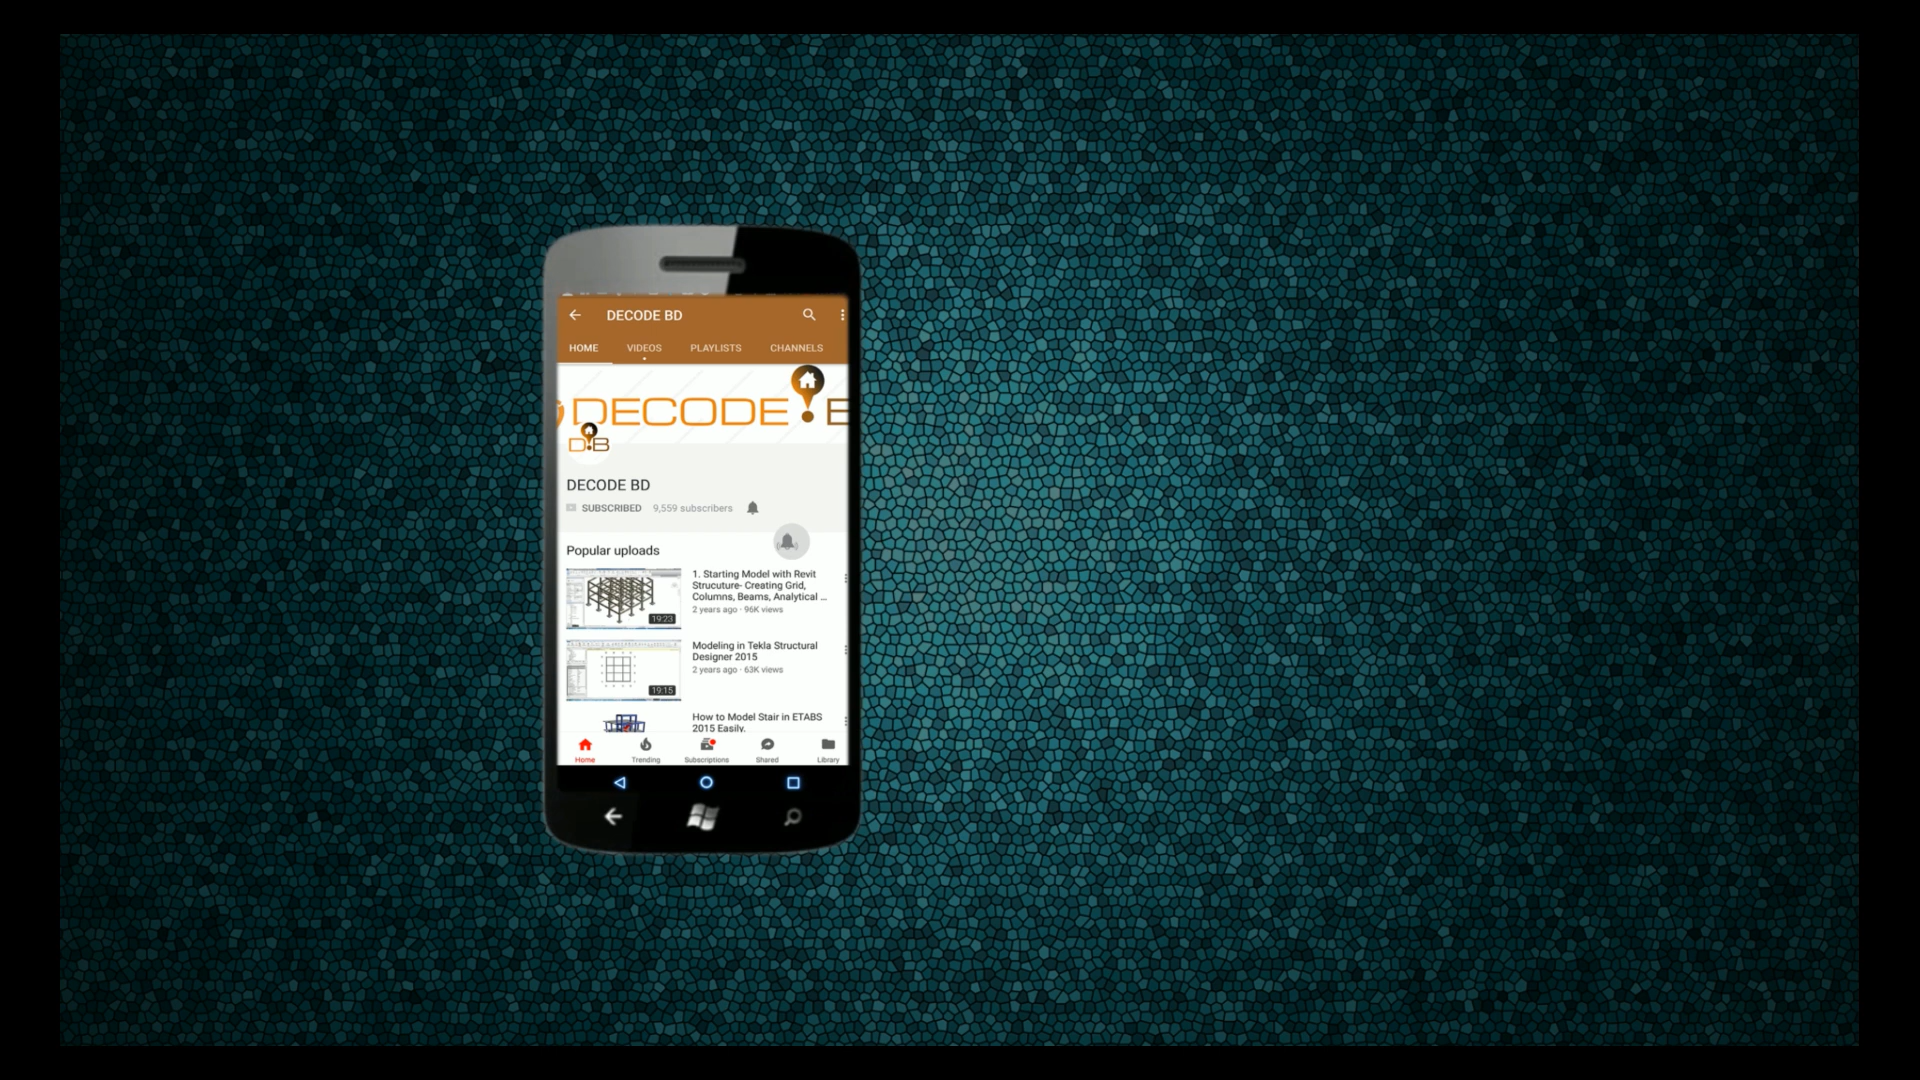 DECODE BD
HOME VIDEOS PLAYLISTS CHANNELS
DECODE
D B
DECODE BD
SUBSCRIBED 9,559 subscribers
Popular uploads
1. Starting Model with Revit
Strucuture- Creating Grid,
Columns, Beams, Analytical ...
2 years ago · 96K views
19:23
Modeling in Tekla Structural
Designer 2015
2 years ago · 63K views
19:15
How to Model Stair in ETABS
2015 Easily.
Home Trending Subscriptions Shared Library